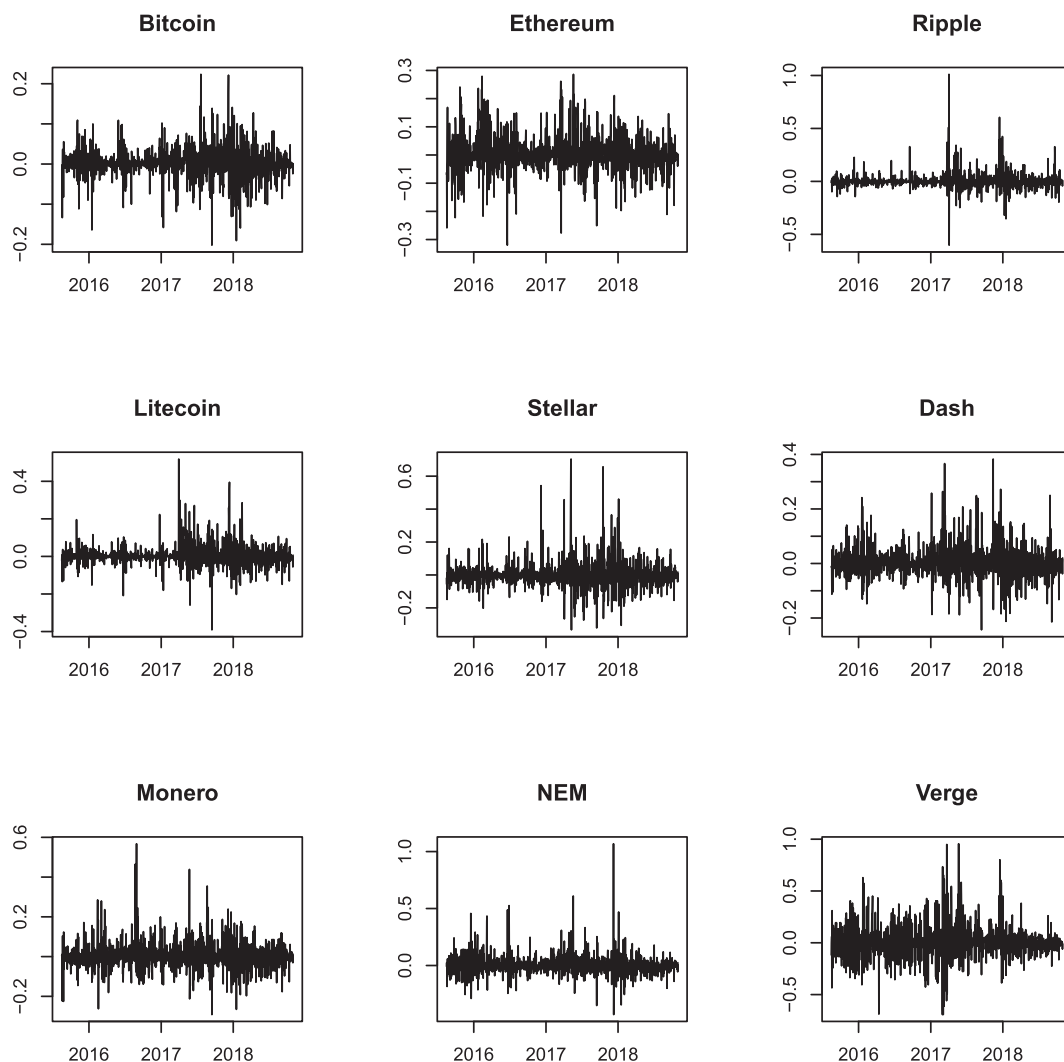 Bitcoin Ethereum Ripple
0.2 0.0 −0.2 0.3 0.1 −0.1 −0.3 1.0 0.5 0.0 −0.5
2016 2017 2018 2016 2017 2018 2016 2017 2018
Litecoin Stellar Dash
0.4 0.0 −0.4 0.6 0.2 −0.2 0.4 0.2 0.0 −0.2
2016 2017 2018 2016 2017 2018 2016 2017 2018
Monero NEM Verge
0.6 0.2 −0.2 1.0 0.5 0.0 1.0 0.5 0.0 −0.5
2016 2017 2018 2016 2017 2018 2016 2017 2018